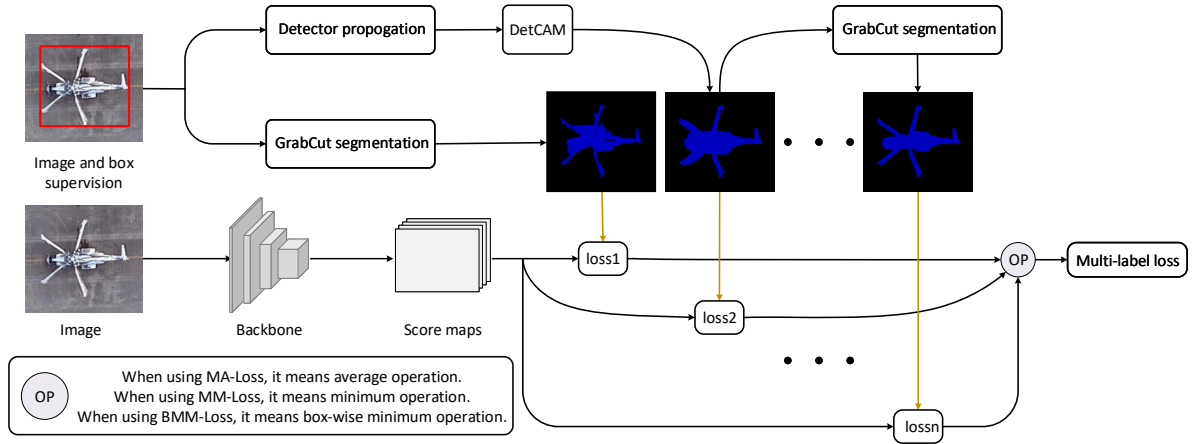 Detector propogation
DetCAM
GrabCut segmentation
GrabCut segmentation
Image and box
supervision
loss1
OP
Multi-label loss
loss2
Image
Backbone
Score maps
OP
When using MA-Loss, it means average operation.
When using MM-Loss, it means minimum operation.
When using BMM-Loss, it means box-wise minimum operation.
lossn